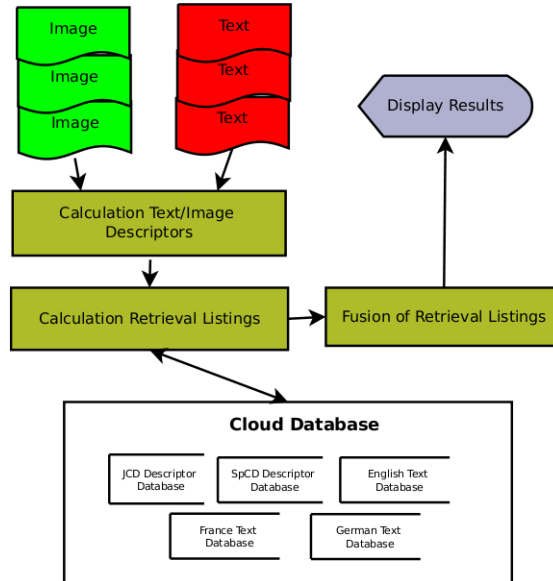 Image
Text
Image
Text
Image
Text
Display Results
Calculation Text/Image
Descriptors
Calculation Retrieval Listings
Fusion of Retrieval Listings
Cloud Database
JCD Descriptor
Database
SpCD Descriptor
Database
English Text
Database
France Text
Database
German Text
Database